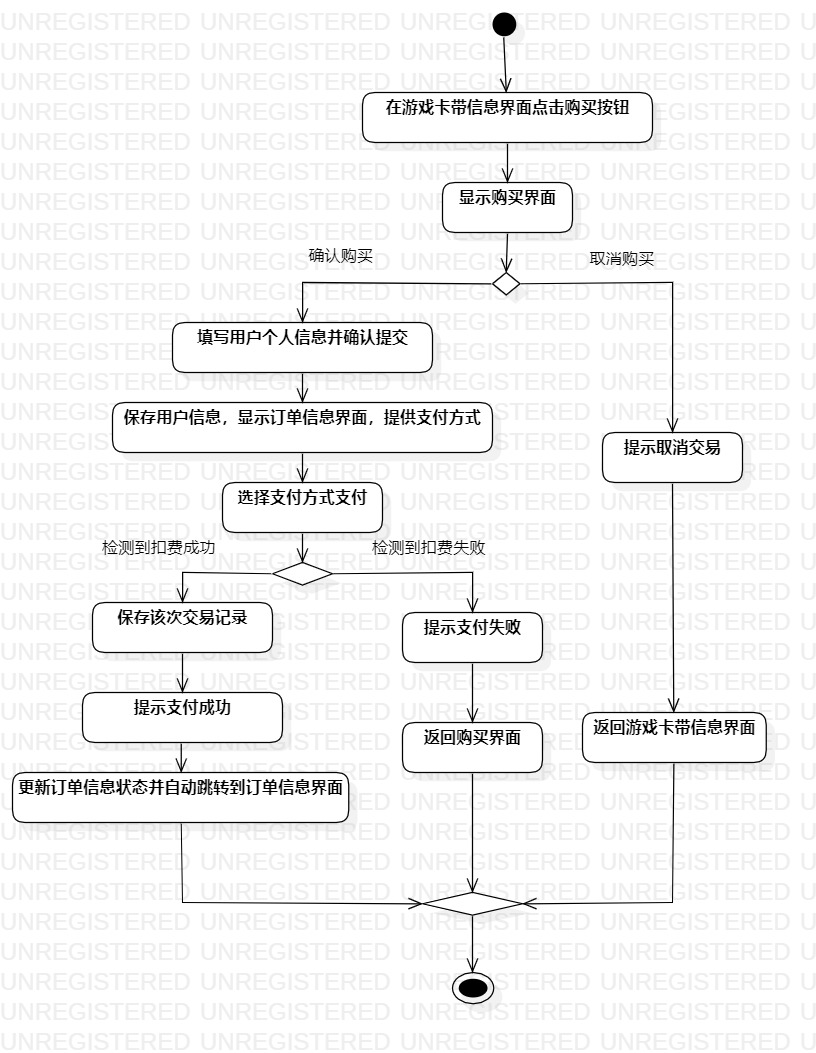 在游戏卡带信息界面点击购买按钮
显示购买界面
确认购买
取消购买
填写用户个人信息并确认提交
保存用户信息，显示订单信息界面，提供支付方式
提示取消交易
选择支付方式支付
检测到扣费成功
检测到扣费失败
保存该次交易记录
提示支付失败
提示支付成功
返回购买界面
返回游戏卡带信息界面
更新订单信息状态并自动跳转到订单信息界面
UNREGISTERED